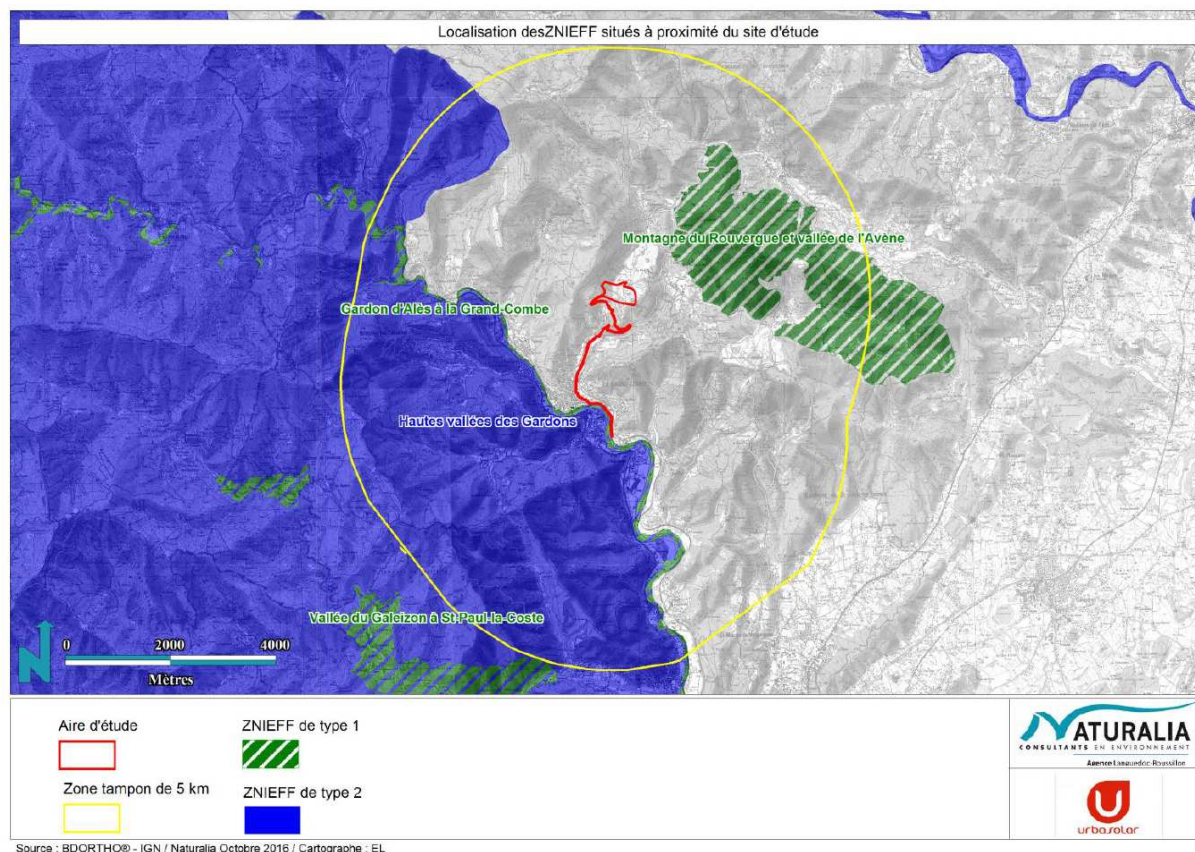 Localisation desZNIEFF situés à proximité du site d'étude
Montagne du Rouvergue et vallée de l'Avène
Gardon d'Alès à la Grand-Combe
Hautes vallées des Gardons
Vallée du Galeizon à St-Paul-la-Coste
N
0 2000 4000
Mètres
Aire d'étude
ZNIEFF de type 1
Zone tampon de 5 km
ZNIEFF de type 2
NATURALIA
CONSULTANTS EN ENVIRONNEMENT
Agence Languedoc-Roussillon
urbasolar
Source : BDORTHO® - IGN / Naturalia Octobre 2016 / Cartographe : EL